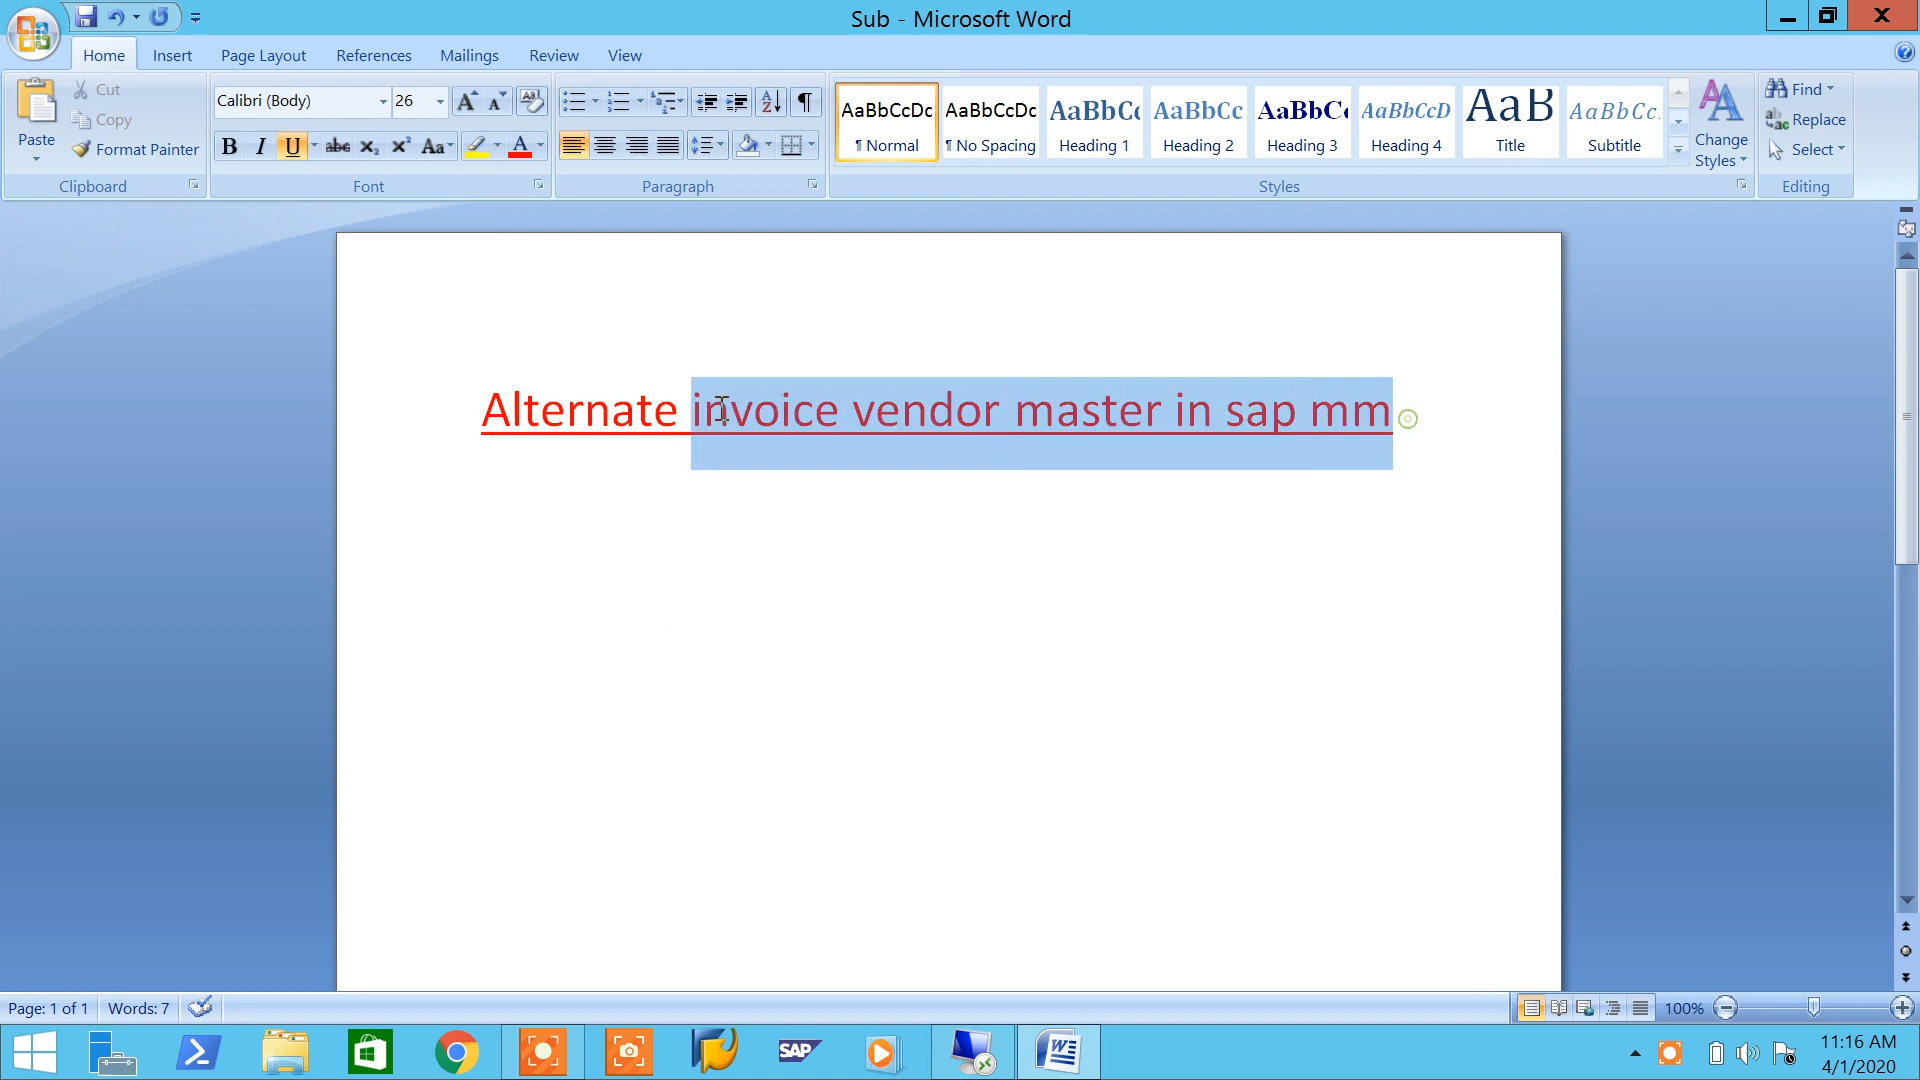 Sub - Microsoft Word
Home Insert Page Layout References Mailings Review View
Paste
Cut
Copy
Format Painter
Clipboard
Calibri (Body) 26
Font
Paragraph
AaBbCcDc AaBbCcDc AaBbCc AaBbCc AaBbCc AaBbCcD AaB AaBbCc.
¶ Normal ¶ No Spacing Heading 1 Heading 2 Heading 3 Heading 4 Title Subtitle
Change Styles
Styles
Find
Replace
Select
Editing
Alternate invoice vendor master in sap mm
Page: 1 of 1 Words: 7 100%
SAP
11:16 AM
4/1/2020